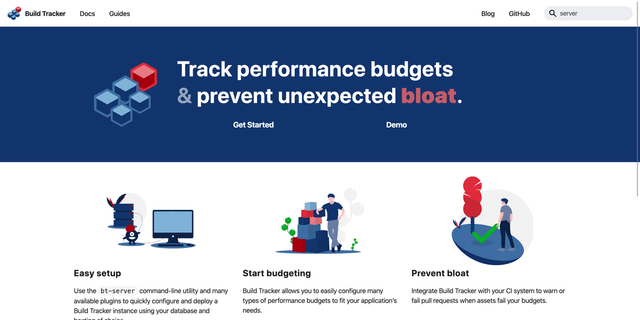 Build Tracker Docs Guides Blog GitHub server
Track performance budgets
& prevent unexpected bloat.
Get Started Demo
Easy setup
Use the bt-server command-line utility and many
available plugins to quickly configure and deploy a
Build Tracker instance using your database and
hosting of choice.
Start budgeting
Build Tracker allows you to easily configure many
types of performance budgets to fit your application's
needs.
Prevent bloat
Integrate Build Tracker with your CI system to warn or
fail pull requests when assets fail your budgets.